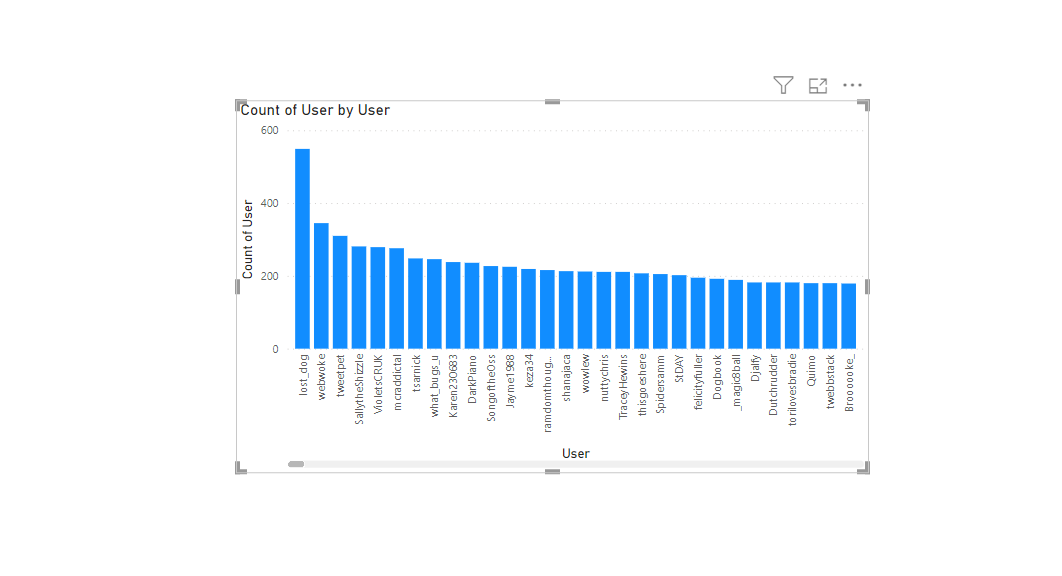 Count of User by User
600
400
200
0
Count of User
lost_dog
webwoke
tweetpet
SallytheShizzle
VioletsCRUK
mcraddictal
tsarnick
what_bugs_u
Karen230683
DarkPiano
SongoftheOss
Jayme1988
keza34
ramdomthoug...
shanajaca
wowlew
nuttychris
TraceyHewins
thisgoeshere
Spidersamm
StDAY
felicityfuller
Dogbook
_magic8ball
Djalfy
Dutchrudder
torilovesbradie
Quimo
twebbstack
Broooooke_
User